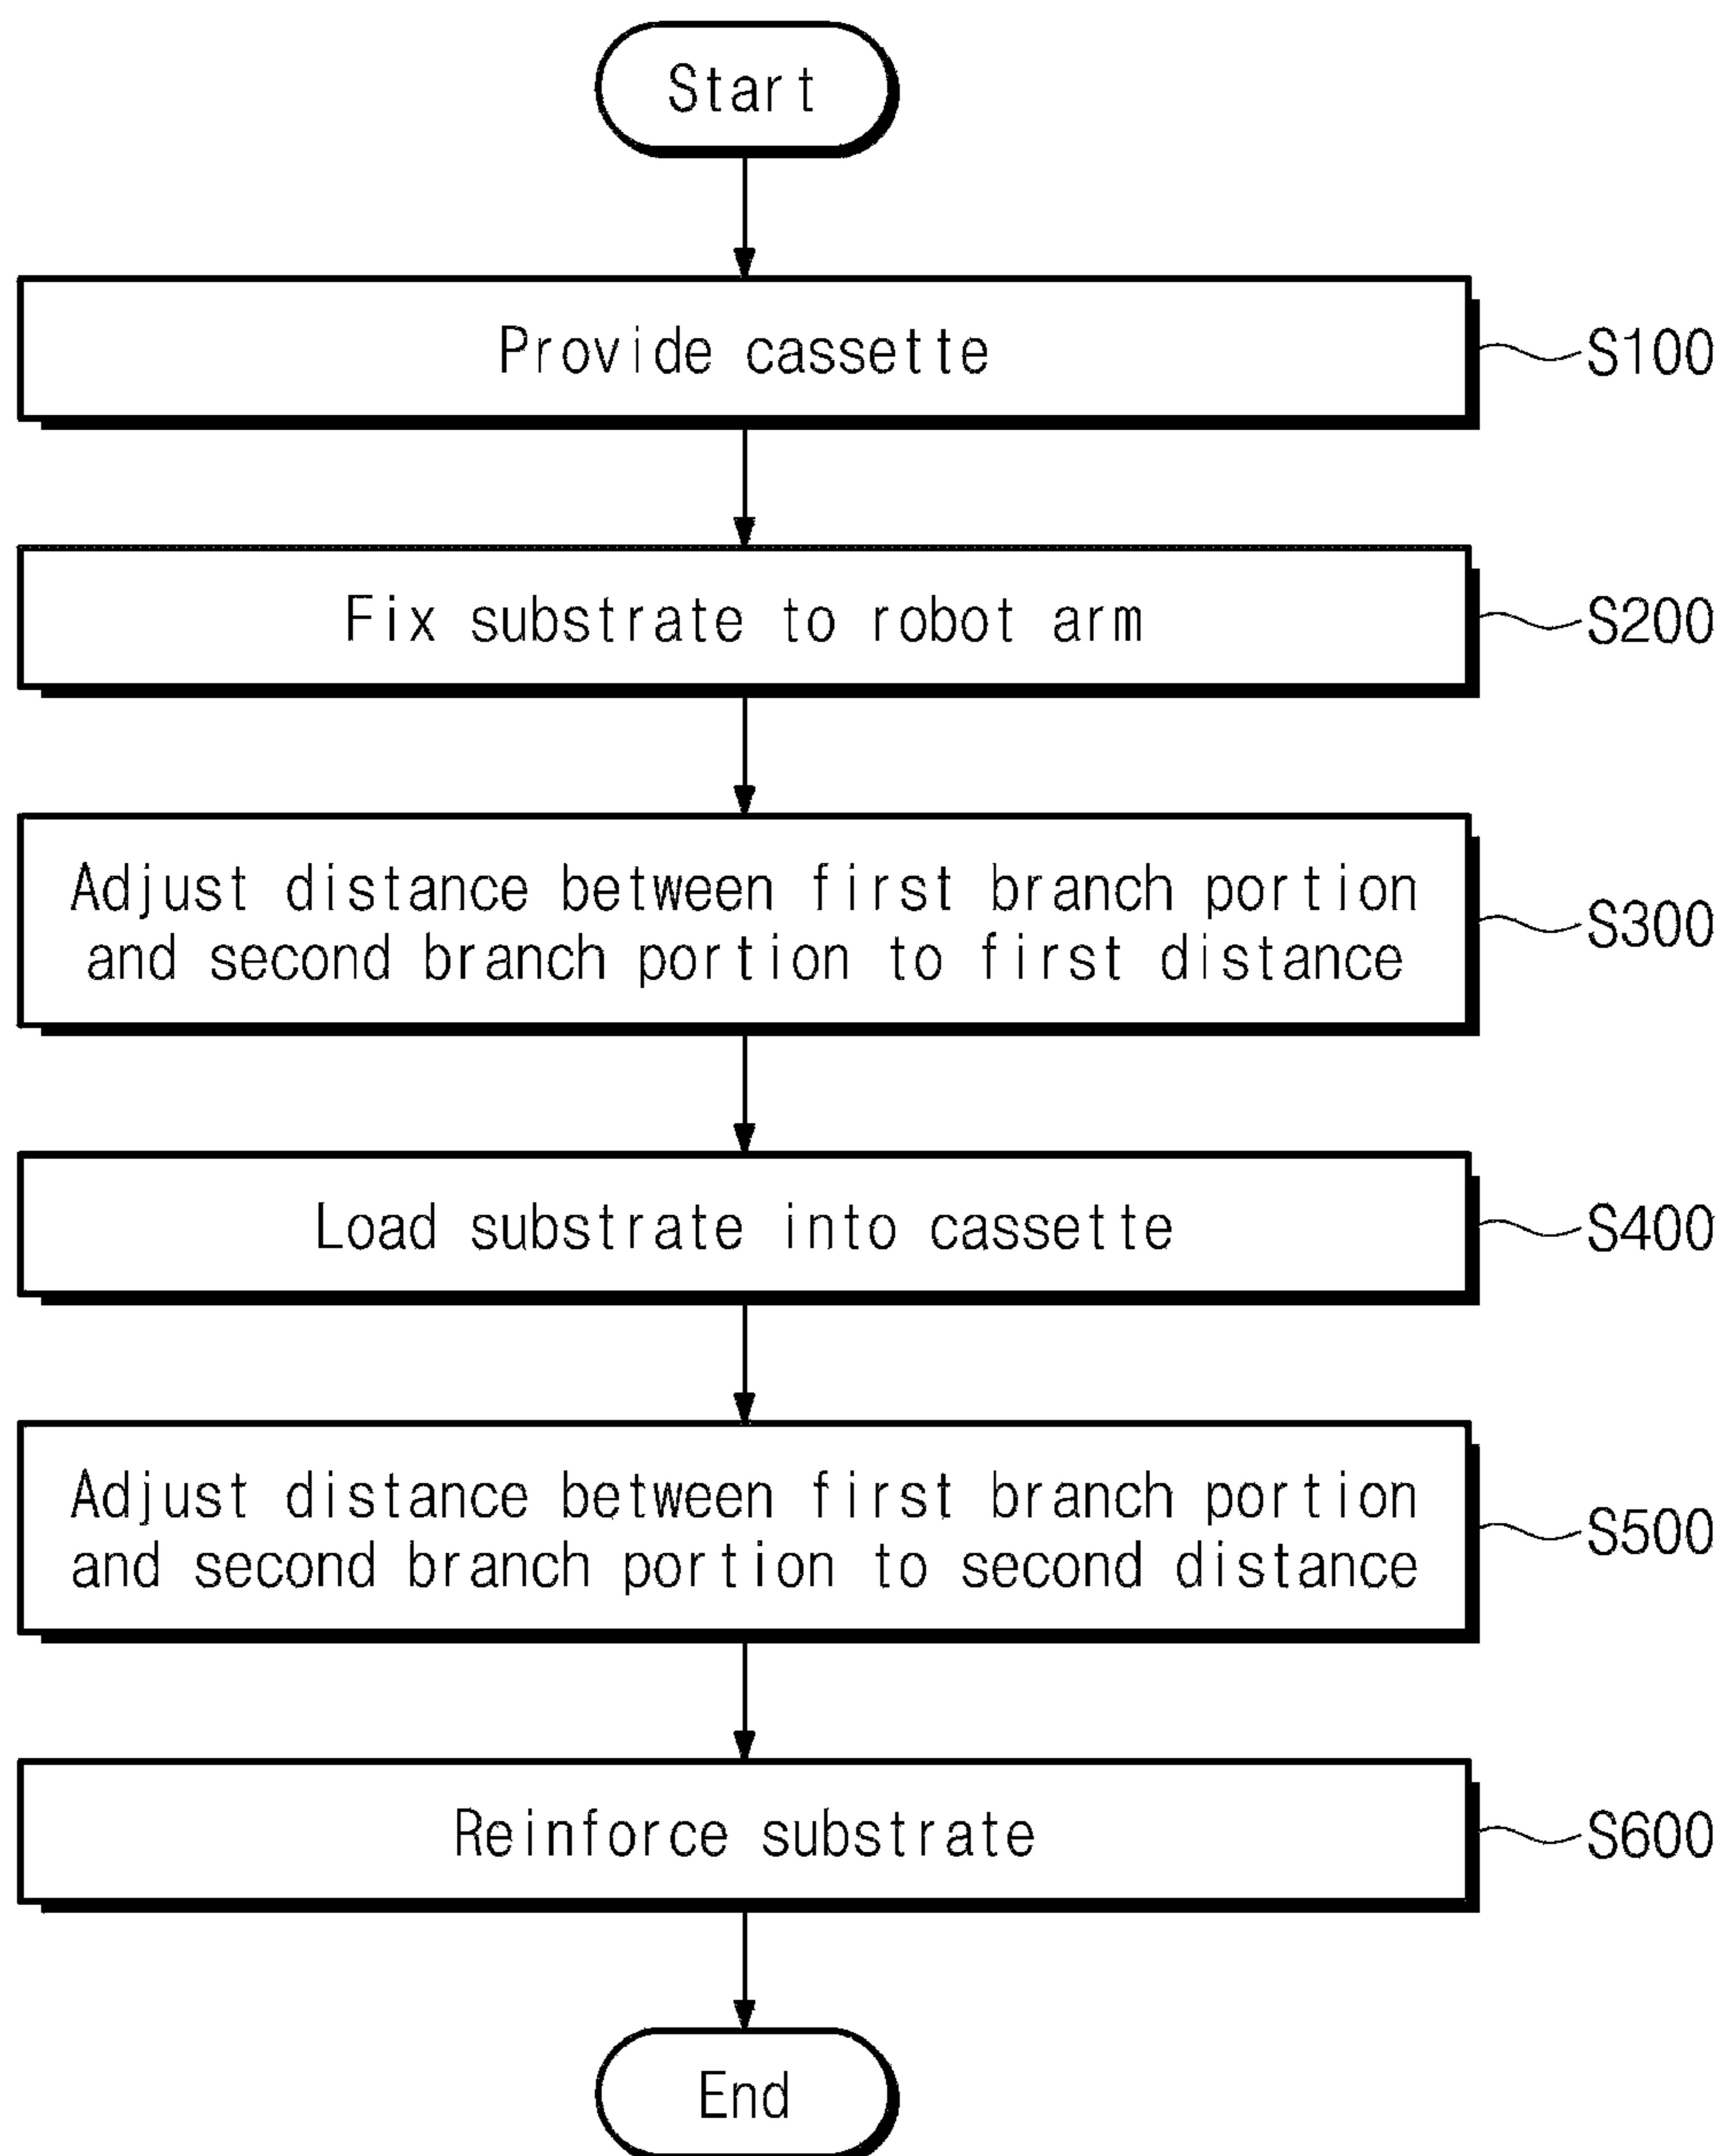 Start
Provide cassette
S100
Fix substrate to robot arm
S200
Adjust distance between first branch portion
and second branch portion to first distance
S300
Load substrate into cassette
S400
Adjust distance between first branch portion
and second branch portion to second distance
S500
Reinforce substrate
S600
End